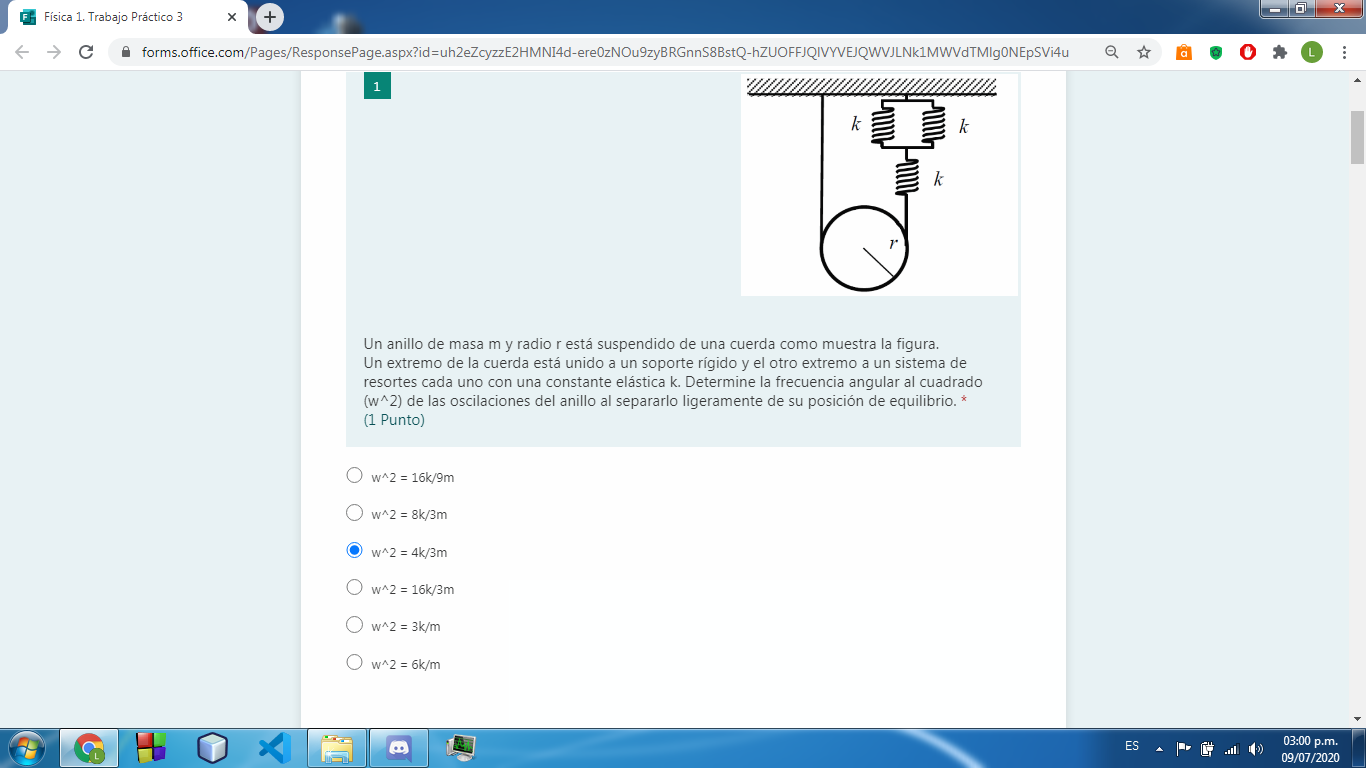 Física 1. Trabajo Práctico 3
forms.office.com/Pages/ResponsePage.aspx?id=uh2eZcyzzE2HMNI4d-ere0zNOu9zyBRGnnS8BstQ-hZUOFFJQlVYVEJQWVJLNk1MWVdTMlg0NEpSVi4u
L
1
k
k
k
r
Un anillo de masa m y radio r está suspendido de una cuerda como muestra la figura.
Un extremo de la cuerda está unido a un soporte rígido y el otro extremo a un sistema de
resortes cada uno con una constante elástica k. Determine la frecuencia angular al cuadrado
(w^2) de las oscilaciones del anillo al separarlo ligeramente de su posición de equilibrio. *
(1 Punto)
w^2 = 16k/9m
w^2 = 8k/3m
w^2 = 4k/3m
w^2 = 16k/3m
w^2 = 3k/m
w^2 = 6k/m
ES
03:00 p.m.
09/07/2020